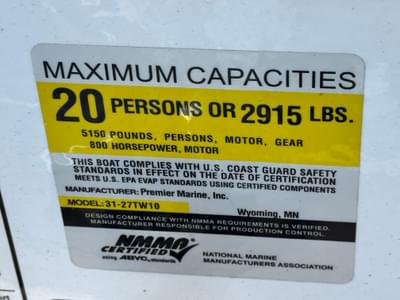 MAXIMUM CAPACITIES
20 PERSONS OR 2915 LBS.
5150 POUNDS, PERSONS, MOTOR, GEAR
800 HORSEPOWER, MOTOR
THIS BOAT COMPLIES WITH U.S. COAST GUARD SAFETY
STANDARDS IN EFFECT ON THE DATE OF CERTIFICATION
MEETS U.S. EPA EVAP STANDARDS USING CERTIFIED COMPONENTS
MANUFACTURER: Premier Marine, Inc.
MODEL: 31-27TW10
Wyoming, MN
DESIGN COMPLIANCE WITH NMMA REQUIREMENTS IS VERIFIED.
MANUFACTURER RESPONSIBLE FOR PRODUCTION CONTROL.
NMMA
CERTIFIED
using ABYC standards
NATIONAL MARINE
MANUFACTURERS ASSOCIATION